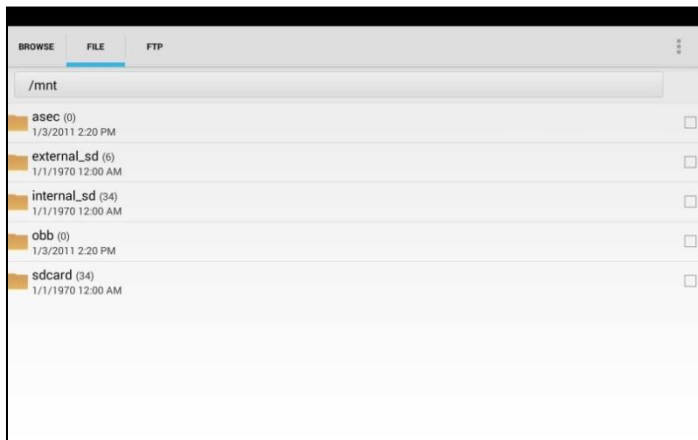 BROWSE FILE FTP
/mnt
asec (0)
1/3/2011 2:20 PM
external_sd (6)
1/1/1970 12:00 AM
internal_sd (34)
1/1/1970 12:00 AM
obb (0)
1/3/2011 2:20 PM
sdcard (34)
1/1/1970 12:00 AM